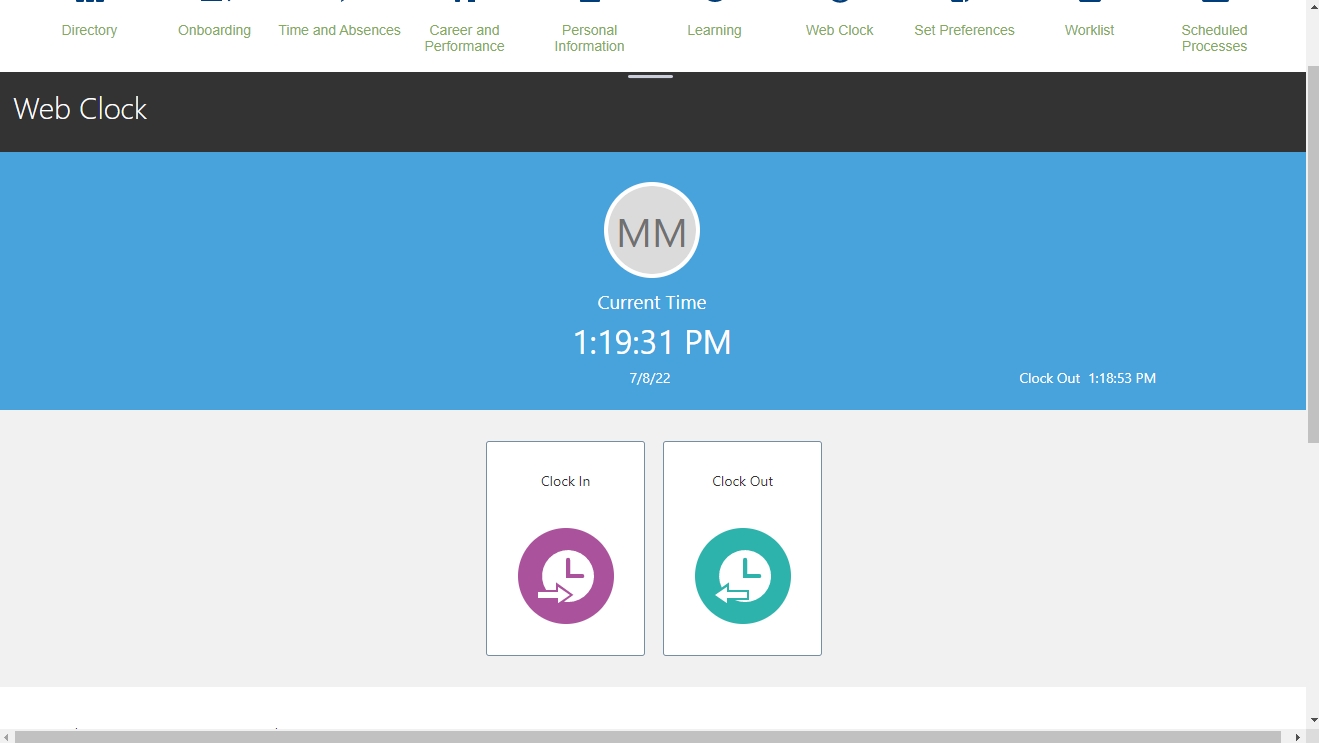 Directory
Onboarding
Time and Absences
Career and
Performance
Personal
Information
Learning
Web Clock
Set Preferences
Worklist
Scheduled
Processes
Web Clock
MM
Current Time
1:19:31 PM
7/8/22
Clock Out 1:18:53 PM
Clock In
Clock Out